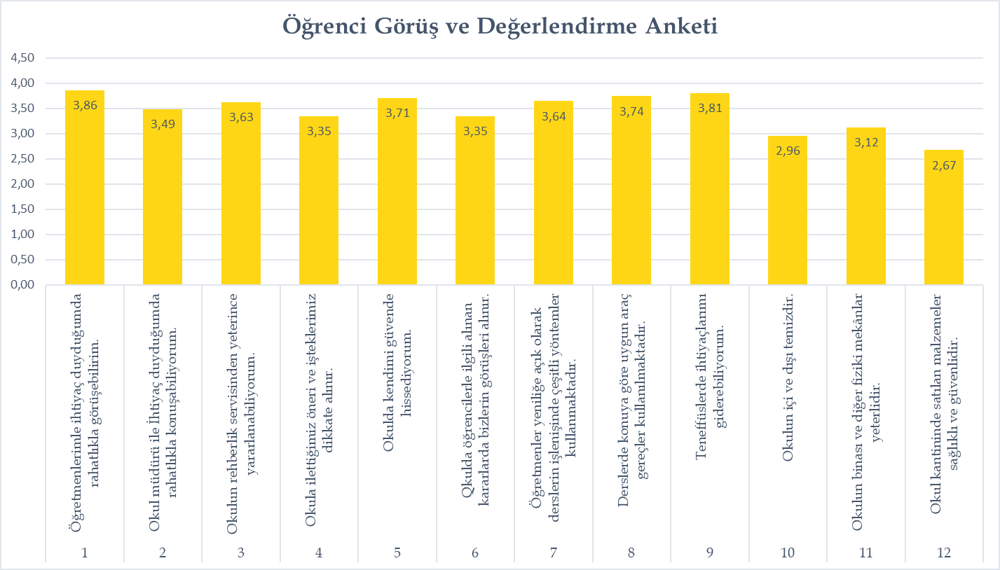 Öğrenci Görüş ve Değerlendirme Anketi
4,50
4,00
3,50
3,00
2,50
2,00
1,50
1,00
0,50
0,00
3,86
3,49
3,63
3,35
3,71
3,35
3,64
3,74
3,81
2,96
3,12
2,67
Öğretmenlerimle ihtiyaç duyduğumda
rahatlıkla görüşebilirim.
Okul müdürü ile İhtiyaç duyduğumda
rahatlıkla konuşabiliyorum.
Okulun rehberlik servisinden yeterince
yararlanabiliyorum.
Okula ilettiğimiz öneri ve işteklerimiz
dikkate alınır.
Okulda kendimi güvende
hissediyorum.
Qkulda öğrencilerle ilgili alınan
kararlarda bizlerin görüşleri alınır.
Öğretmenler yeniliğe açık olarak
derslerin işlenişinde çeşitli yöntemler
kullanmaktadır.
Derslerde konuya göre uygun araç
gereçler kullanılmaktadır.
Teneffüslerde ihtiyaçlarımı
giderebiliyorum.
Okulun içi ve dışı temizdir.
Okulun binası ve diğer fiziki mekânlar
yeterlidir.
Okul kantininde satılan malzemeler
sağlıklı ve güvenlidir.
1
2
3
4
5
6
7
8
9
10
11
12